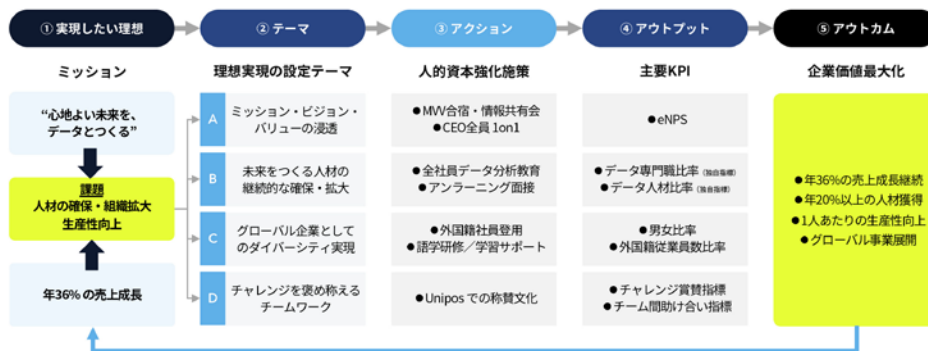 ① 実現したい理想
② テーマ
③ アクション
④ アウトプット
⑤ アウトカム
ミッション
理想実現の設定テーマ
人的資本強化施策
主要KPI
企業価値最大化
“心地よい未来を、
データとつくる”
課題
人材の確保・組織拡大
生産性向上
年36% の売上成長
A
ミッション・ビジョン・
バリューの浸透
●MVV合宿・情報共有会
●CEO全員 1on1
●eNPS
B
未来をつくる人材の
継続的な確保・拡大
●全社員データ分析教育
●アンラーニング面接
●データ専門職比率 (独自指標)
●データ人材比率 (独自指標)
C
グローバル企業として
のダイバーシティ実現
●外国籍社員登用
●語学研修／学習サポート
●男女比率
●外国籍従業員数比率
D
チャレンジを褒め称える
チームワーク
●Unipos での称賛文化
●チャレンジ賞賛指標
●チーム間助け合い指標
●年36%の売上成長継続
●年20%以上の人材獲得
●1人あたりの生産性向上
●グローバル事業展開